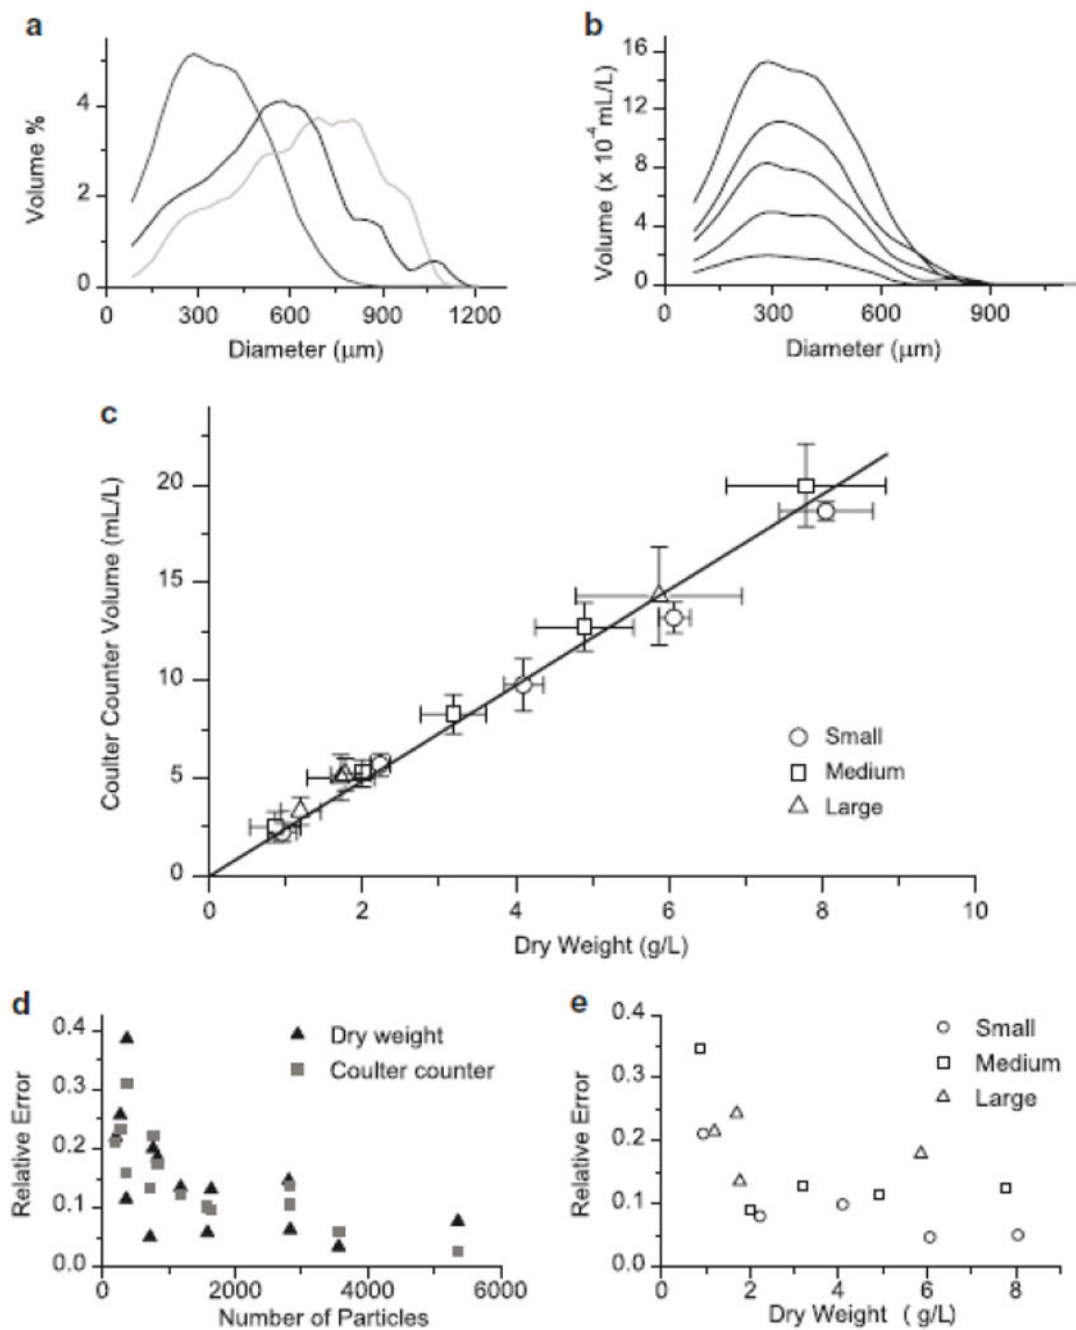 a
Volume %
4
2
0
0 300 600 900 1200
Diameter (μm)
b
Volume (x 10⁻⁴mL/L)
16
12
8
4
0
0 300 600 900
Diameter (μm)
c
Coulter Counter Volume (mL/L)
20
15
10
5
0
0 2 4 6 8 10
Dry Weight (g/L)
Small
Medium
Large
d
Relative Error
0.4
0.3
0.2
0.1
0.0
0 2000 4000 6000
Number of Particles
Dry weight
Coulter counter
e
Relative Error
0.4
0.3
0.2
0.1
0.0
0 2 4 6 8
Dry Weight ( g/L)
Small
Medium
Large